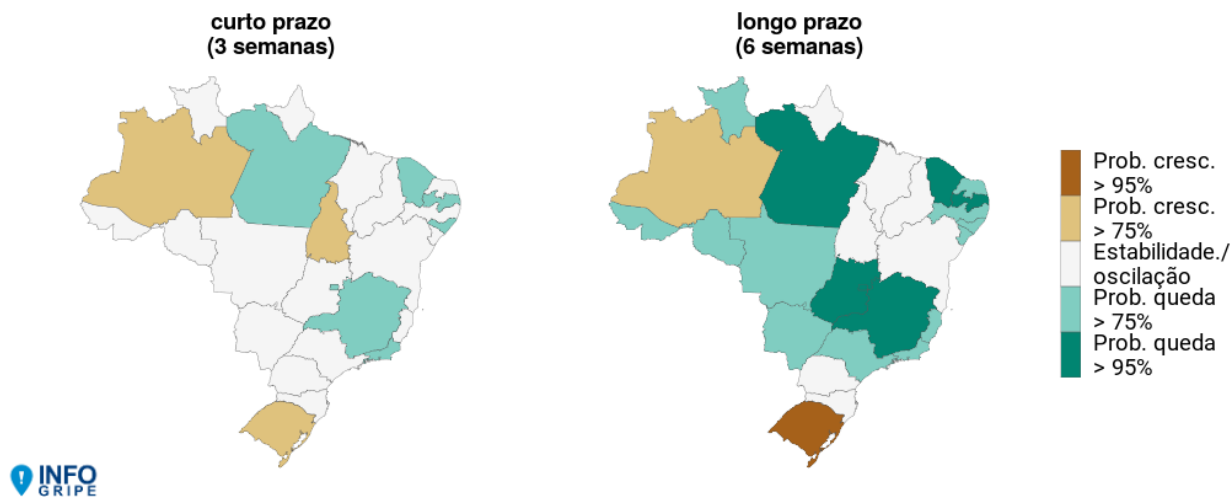 curto prazo
(3 semanas)
longo prazo
(6 semanas)
Prob. cresc.
> 95%
Prob. cresc.
> 75%
Estabilidade./
oscilação
Prob. queda
> 75%
Prob. queda
> 95%
INFO
GRIPE